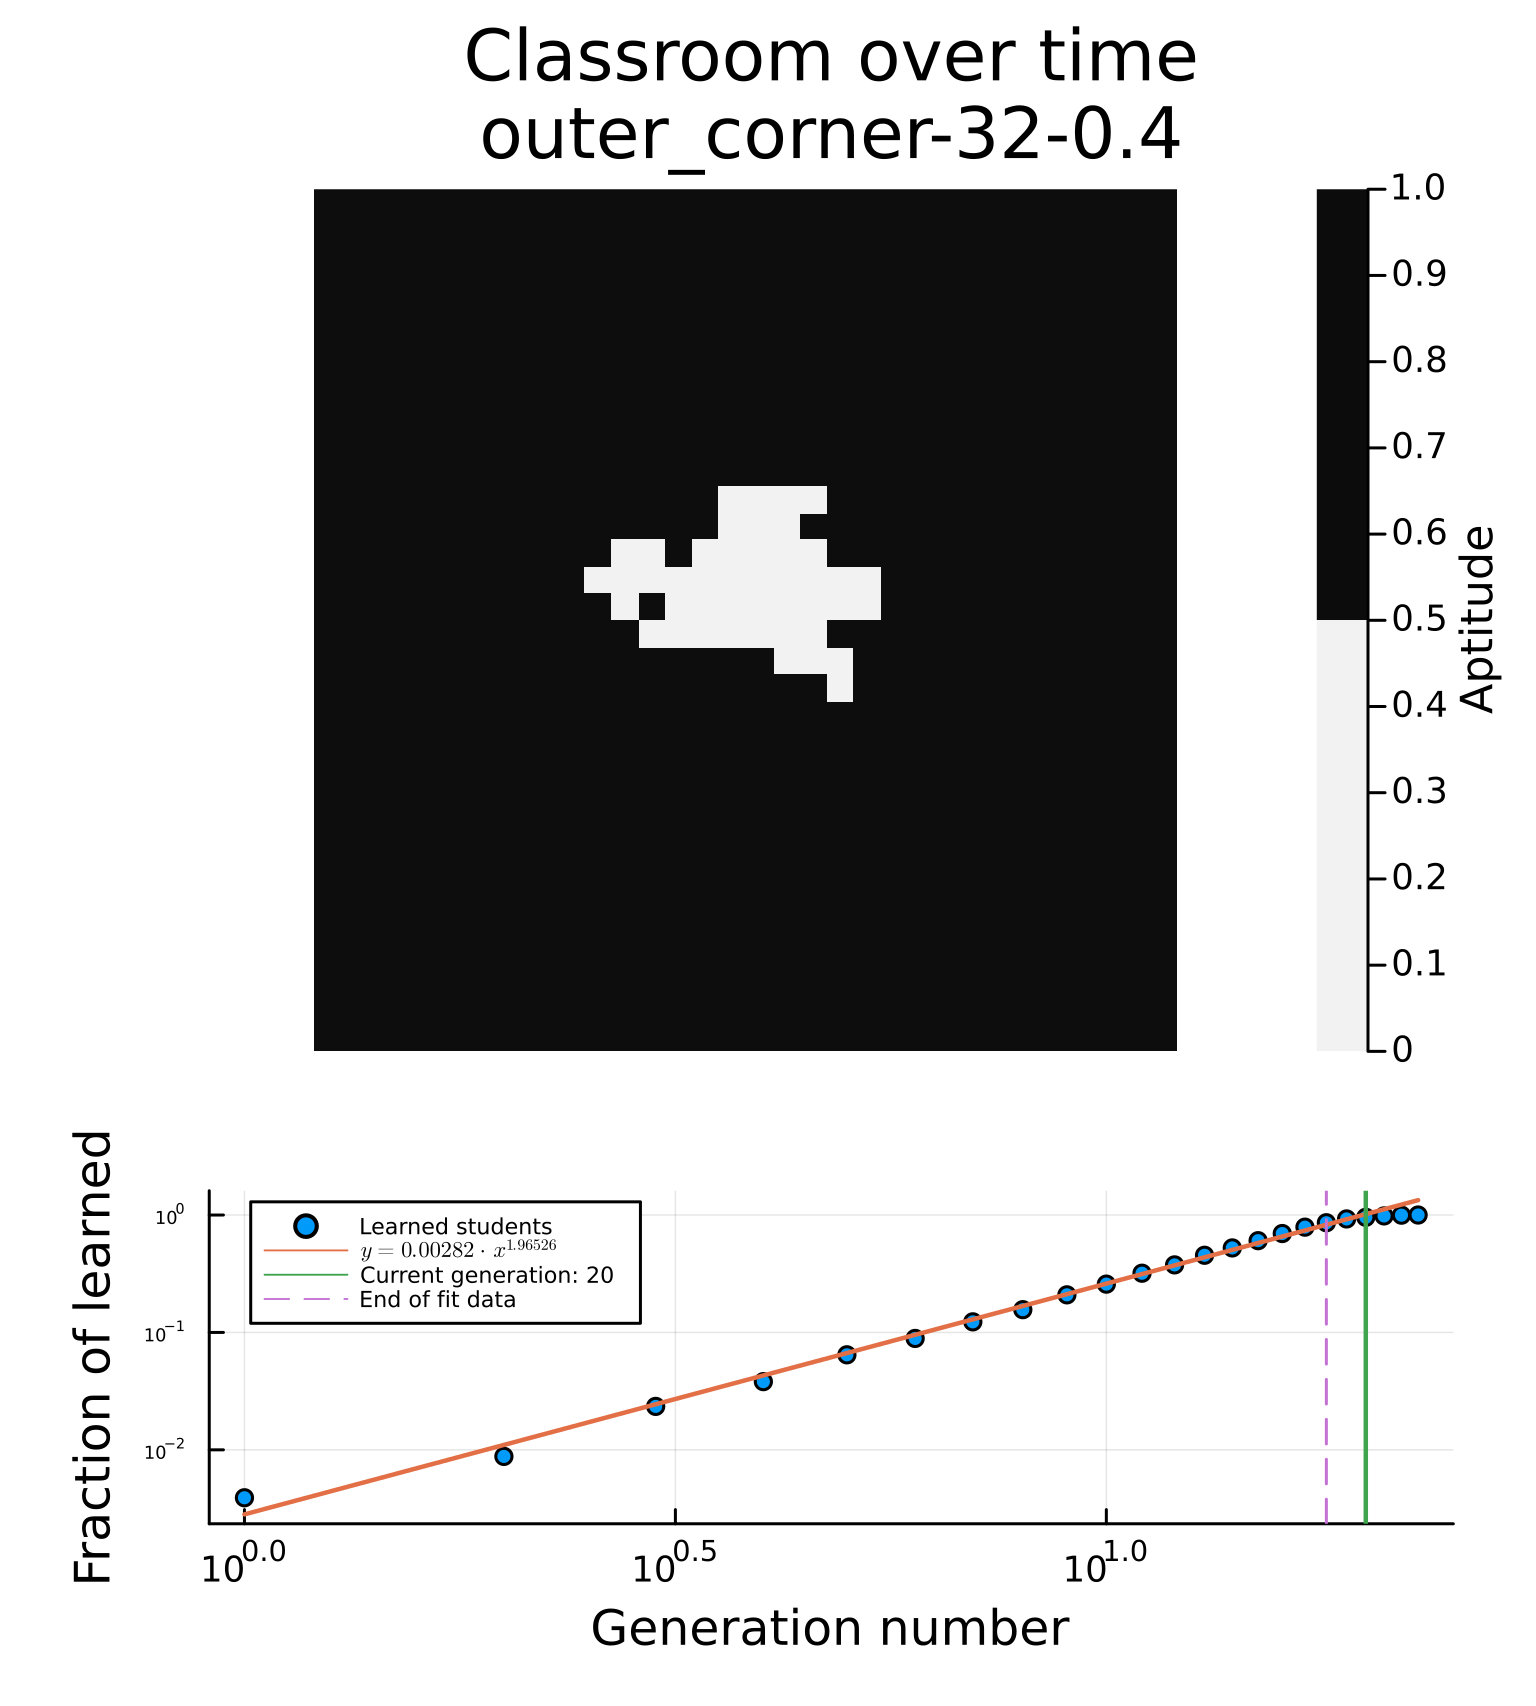 Classroom over time
outer_corner-32-0.4
1.0
0.9
0.8
0.7
0.6
0.5
0.4
0.3
0.2
0.1
0
Aptitude
Fraction of learned
10⁰
10⁻¹
10⁻²
Learned students
y = 0.00282 · x^1.96526
Current generation: 20
End of fit data
10^0.0
10^0.5
10^1.0
Generation number